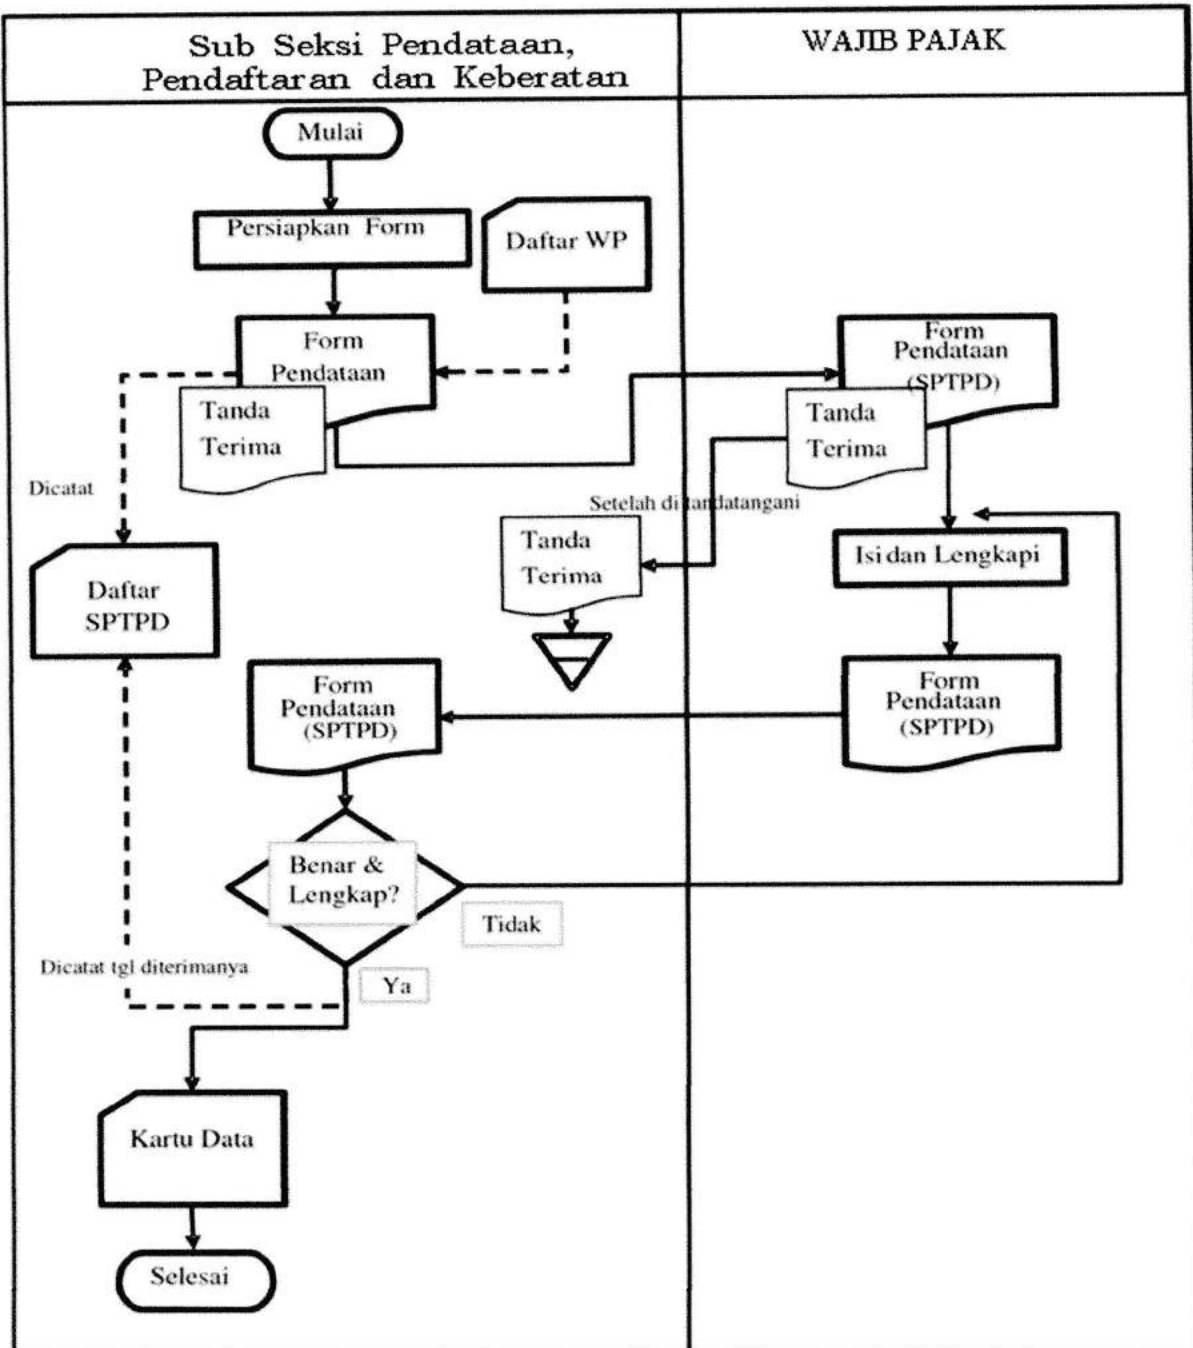 Sub Seksi Pendataan,
Pendaftaran dan Keberatan
WAJIB PAJAK
Mulai
Persiapkan Form
Daftar WP
Form
Pendataan
Tanda
Terima
Form
Pendataan
(SPTPD)
Tanda
Terima
Dicatat
Setelah di tandatangani
Tanda
Terima
Isi dan Lengkapi
Daftar
SPTPD
Form
Pendataan
(SPTPD)
Form
Pendataan
(SPTPD)
Benar &
Lengkap?
Tidak
Dicatat tgl diterimanya
Ya
Kartu Data
Selesai